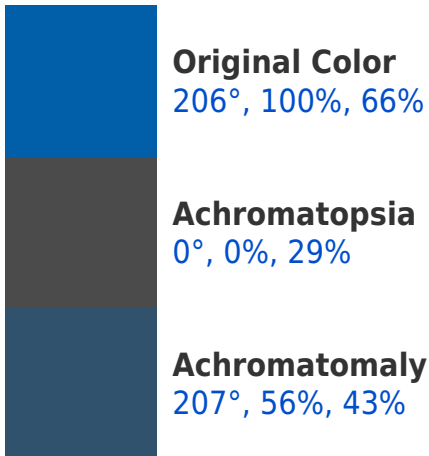 Original Color
206°, 100%, 66%
Achromatopsia
0°, 0%, 29%
Achromatomaly
207°, 56%, 43%